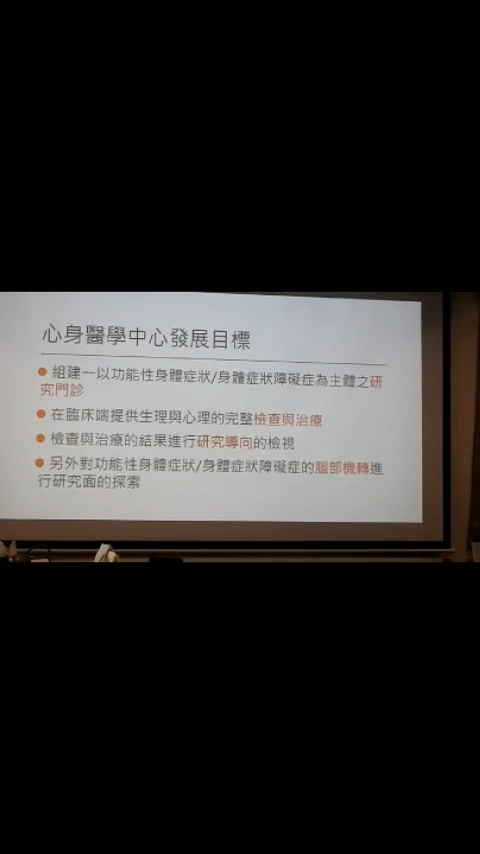 心身醫學中心發展目標
組建一以功能性身體症狀/身體症狀障礙症為主體之研
究門診
在臨床端提供生理與心理的完整檢查與治療
檢查與治療的結果進行研究導向的檢視
另外對功能性身體症狀/身體症狀障礙症的腦部機轉進
行研究面的探索